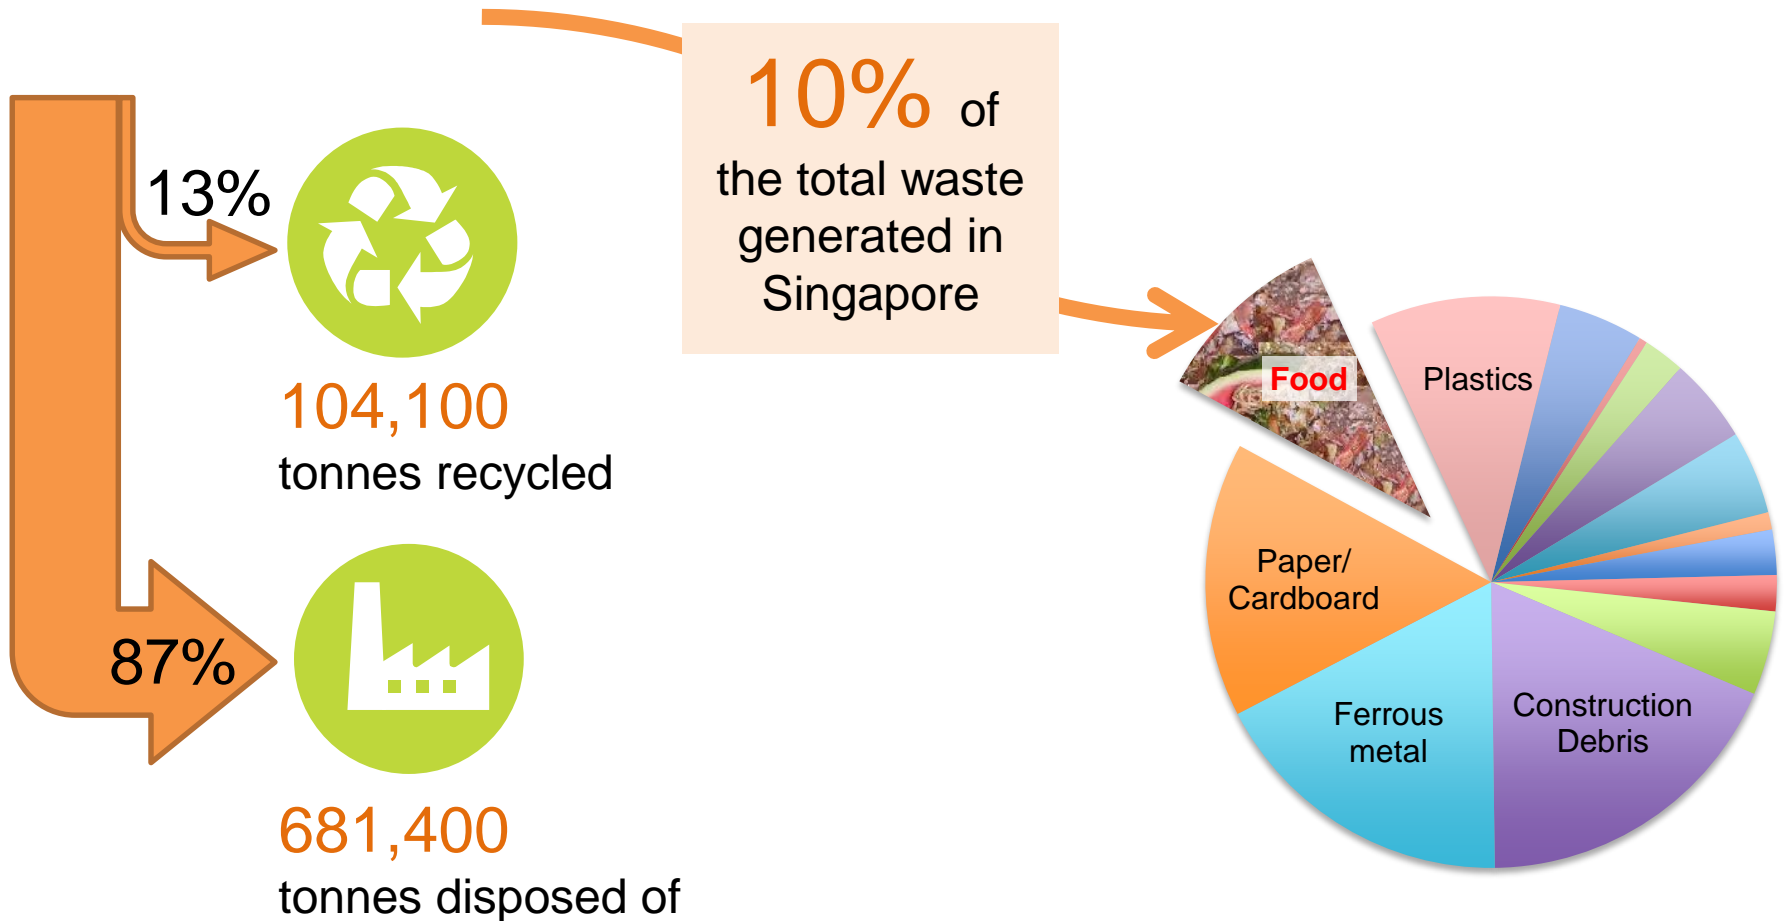 10% of
the total waste
generated in
Singapore
13%
104,100
tonnes recycled
87%
681,400
tonnes disposed of
Food
Plastics
Paper/
Cardboard
Ferrous
metal
Construction
Debris